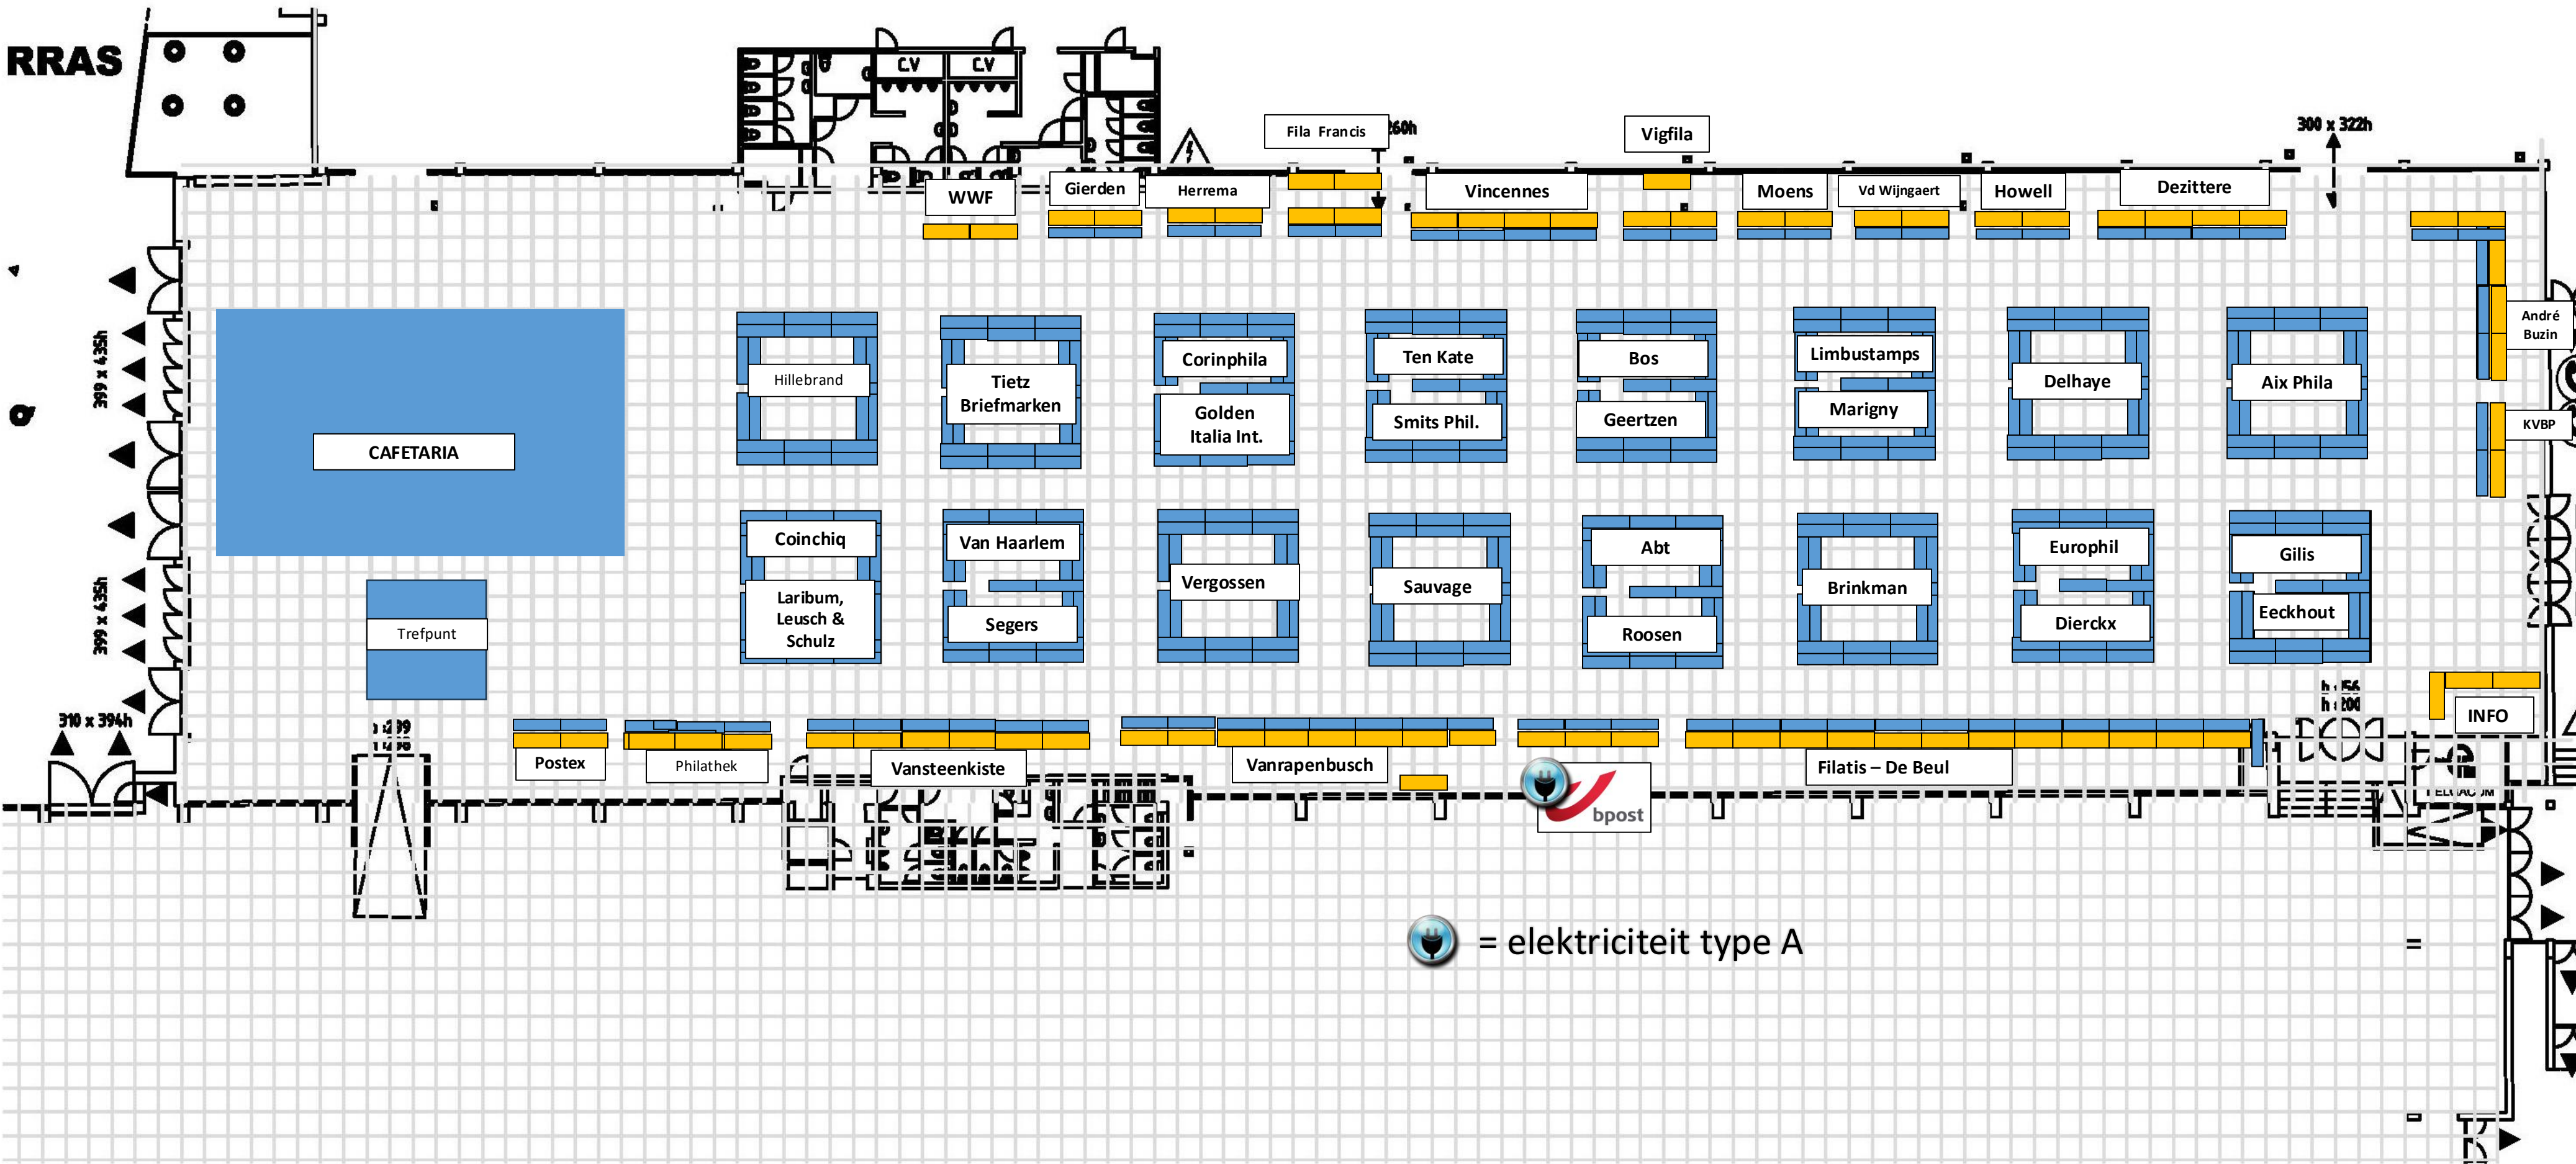 RRAS
C.V
C.V
Fila Francis
260h
Vigfila
300 x 322h
WWF
Gierden
Herrema
Vincennes
Moens
Vd Wijngaert
Howell
Dezittere
399 x 435h
CAFETARIA
Hillebrand
Tietz
Briefmarken
Corinphila
Golden
Italia Int.
Ten Kate
Smits Phil.
Bos
Geertzen
Limbustamps
Marigny
Delhaye
Aix Phila
André
Buzin
KVBP
399 x 435h
Trefpunt
Coinchiq
Laribum,
Leusch &
Schulz
Van Haarlem
Segers
Vergossen
Sauvage
Abt
Roosen
Brinkman
Europhil
Dierckx
Gilis
Eeckhout
310 x 394h
INFO
Postex
Philathek
Vansteenkiste
Vanrapenbusch
Filatis – De Beul
bpost
= elektriciteit type A
=